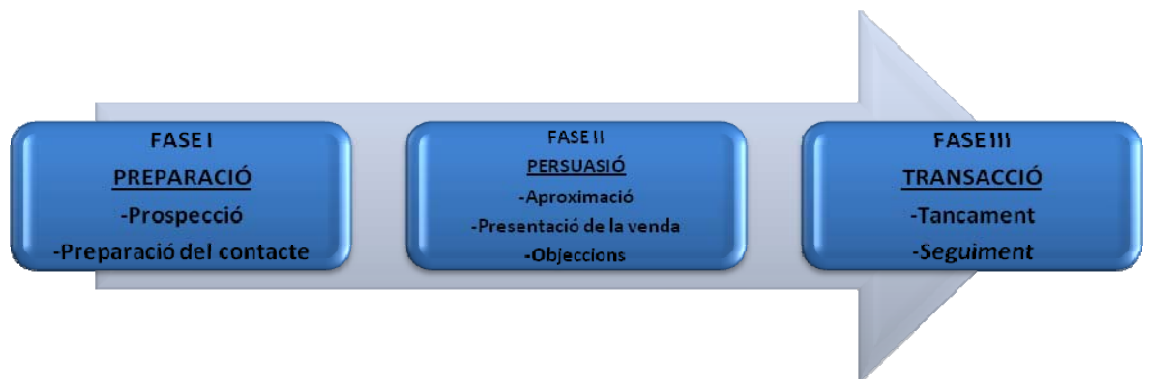 FASE I
PREPARACIÓ
-Prospecció
-Preparació del contacte
FASE II
PERSUASIÓ
-Aproximació
-Presentació de la venda
-Objeccions
FASE III
TRANSACCIÓ
-Tancament
-Seguiment